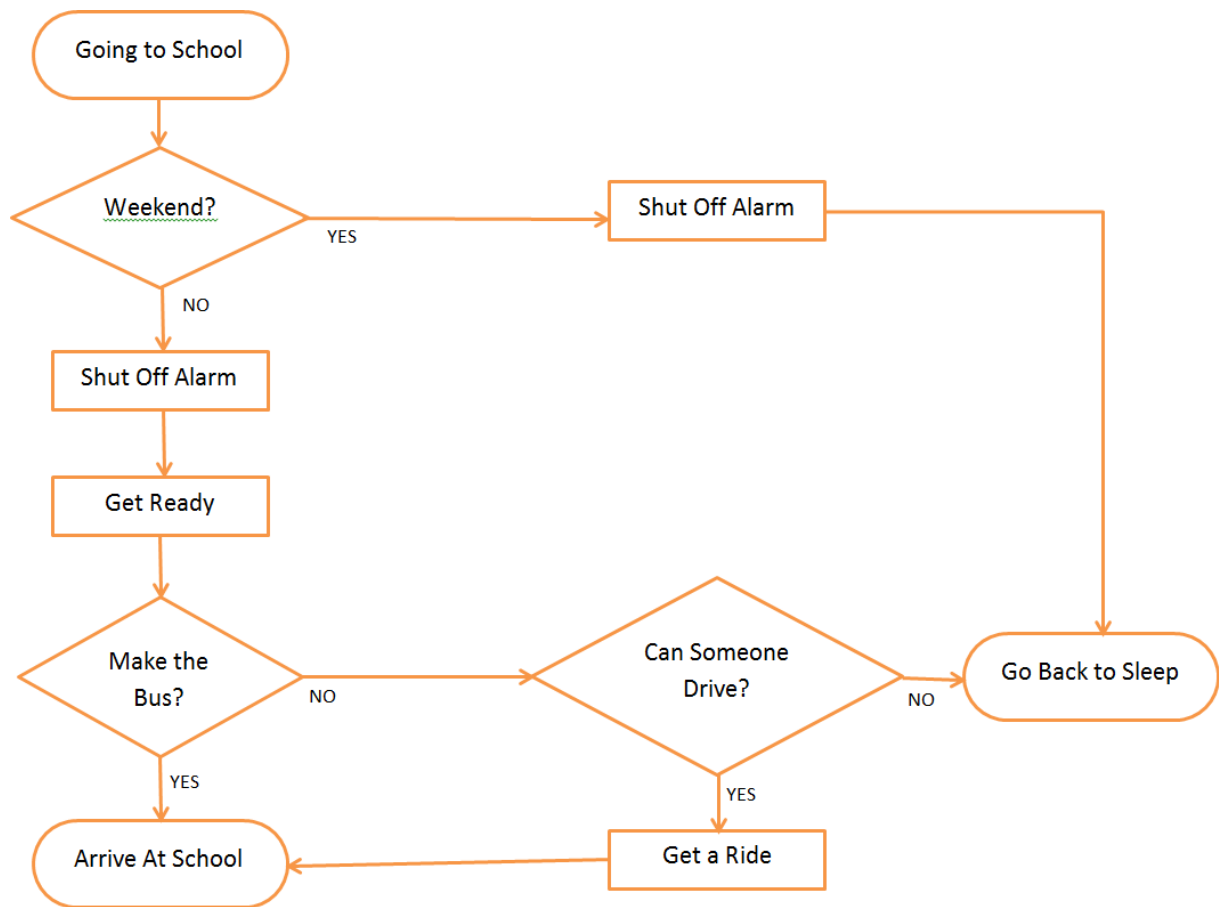 Going to School
Weekend?
YES
Shut Off Alarm
NO
Shut Off Alarm
Get Ready
Make the
Bus?
NO
Can Someone
Drive?
NO
Go Back to Sleep
YES
YES
Arrive At School
Get a Ride